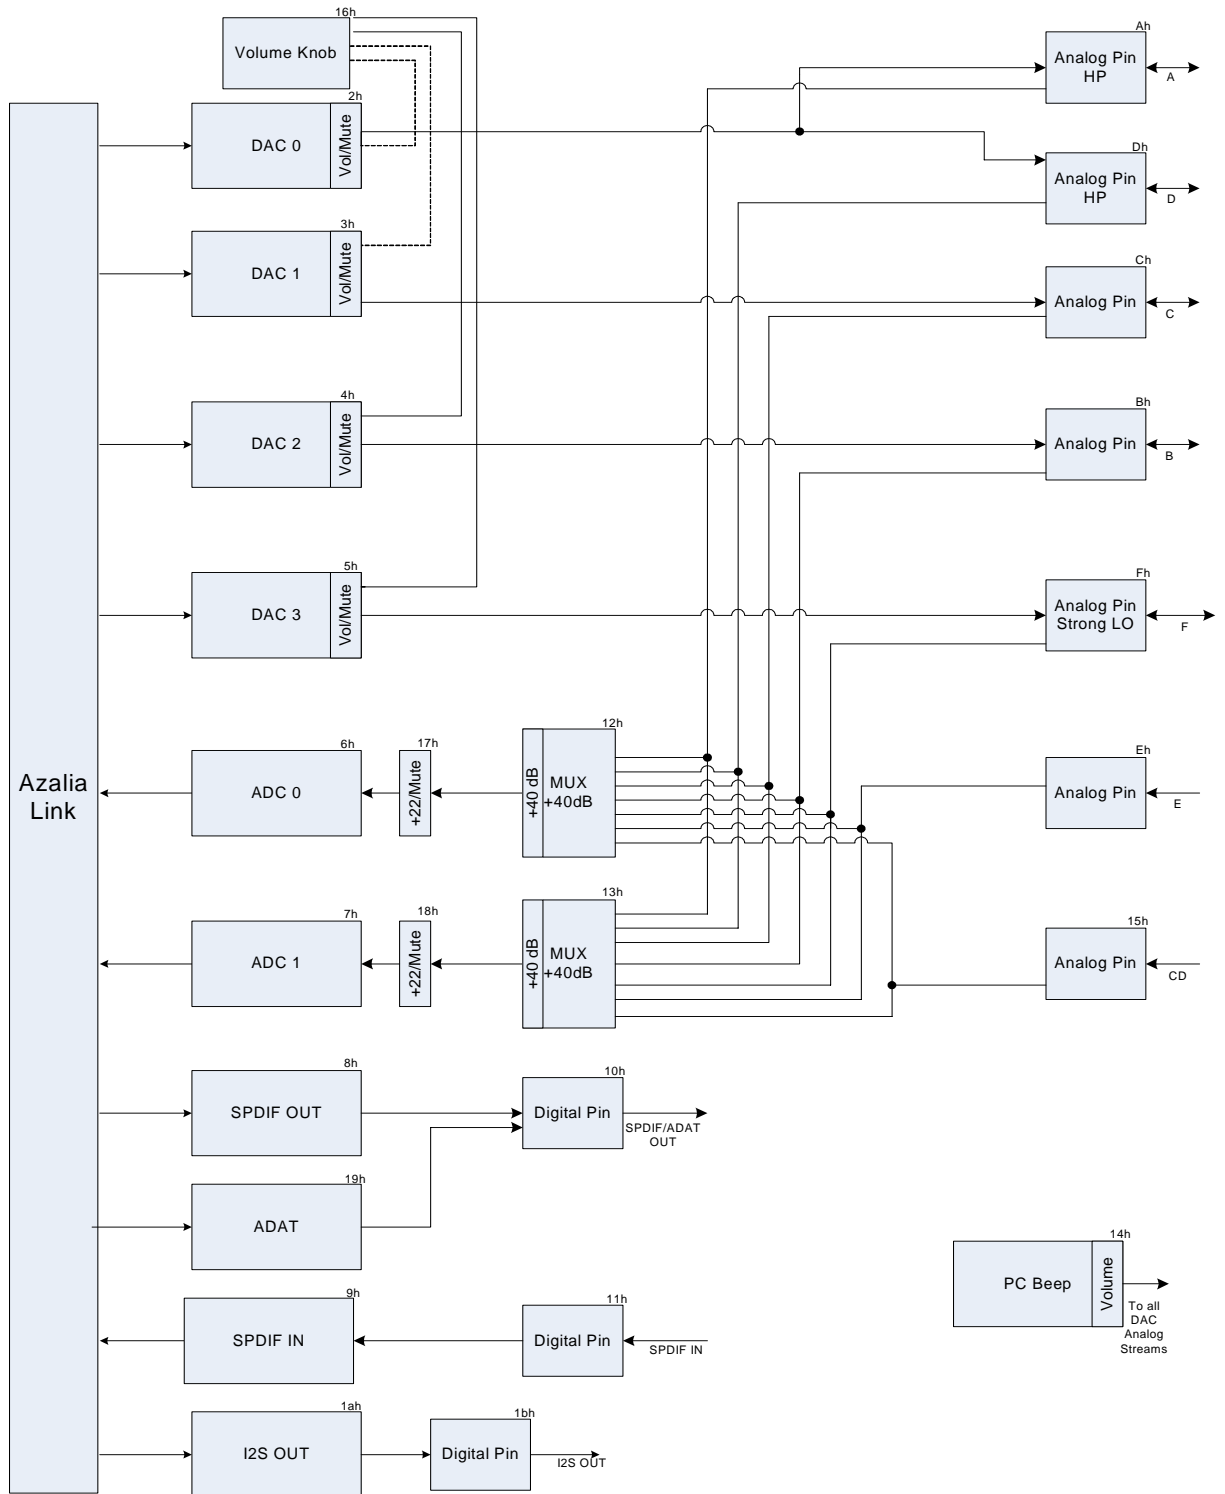 16h
Volume Knob
2h
DAC 0
Vol/Mute
3h
DAC 1
Vol/Mute
4h
DAC 2
Vol/Mute
5h
DAC 3
Vol/Mute
Ah
Analog Pin
HP
A
Dh
Analog Pin
HP
D
Ch
Analog Pin
C
Bh
Analog Pin
B
Fh
Analog Pin
Strong LO
F
Azalia
Link
6h
ADC 0
17h
+22/Mute
12h
+40 dB
MUX
+40dB
Eh
Analog Pin
E
7h
ADC 1
18h
+22/Mute
13h
+40 dB
MUX
+40dB
15h
Analog Pin
CD
8h
SPDIF OUT
10h
Digital Pin
SPDIF/ADAT
OUT
19h
ADAT
14h
PC Beep
Volume
To all
DAC
Analog
Streams
9h
SPDIF IN
11h
Digital Pin
SPDIF IN
1ah
I2S OUT
1bh
Digital Pin
I2S OUT